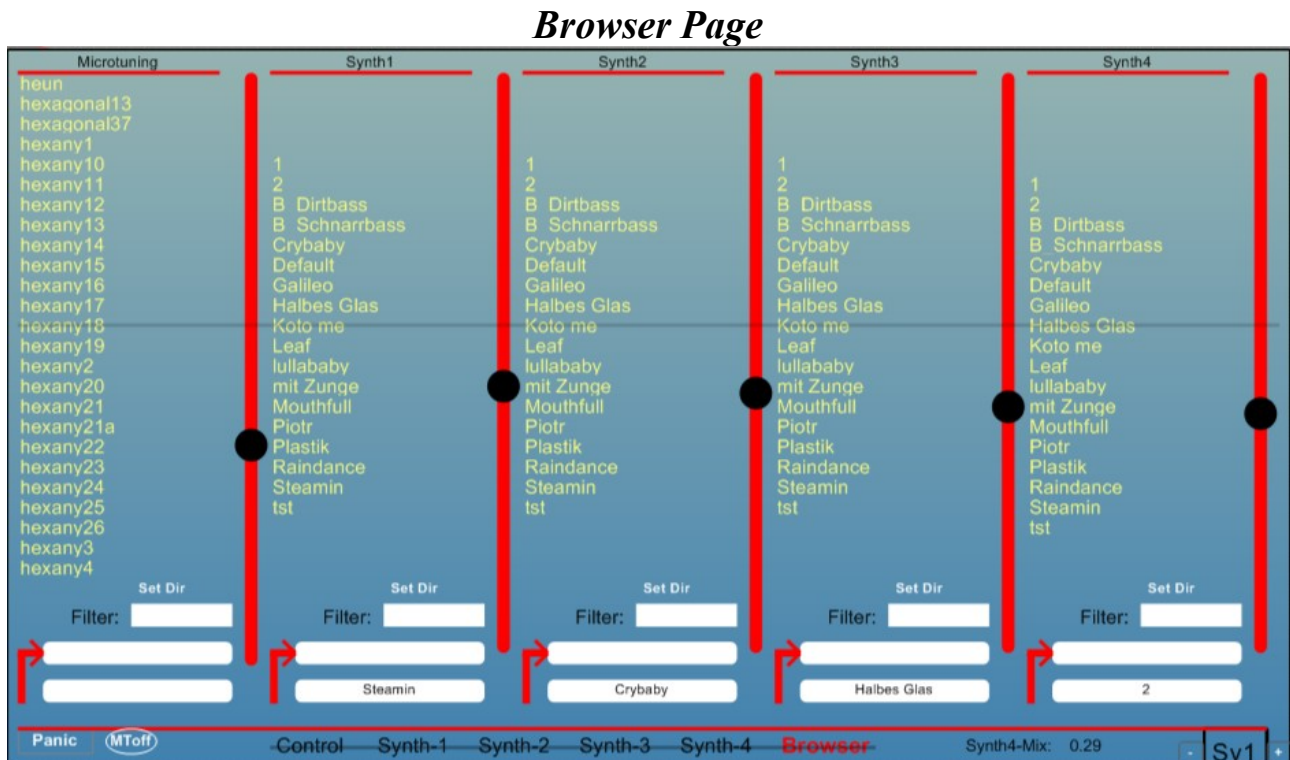 Browser Page
Microtuning Synth1 Synth2 Synth3 Synth4
heun
hexagonal13
hexagonal37
hexany1
hexany10
hexany11
hexany12
hexany13
hexany14
hexany15
hexany16
hexany17
hexany18
hexany19
hexany2
hexany20
hexany21
hexany21a
hexany22
hexany23
hexany24
hexany25
hexany26
hexany3
hexany4
1
2
B Dirtbass
B Schnarrbass
Crybaby
Default
Galileo
Halbes Glas
Koto me
Leaf
lullababy
mit Zunge
Mouthfull
Piotr
Plastik
Raindance
Steamin
tst
1
2
B Dirtbass
B Schnarrbass
Crybaby
Default
Galileo
Halbes Glas
Koto me
Leaf
lullababy
mit Zunge
Mouthfull
Piotr
Plastik
Raindance
Steamin
tst
1
2
B Dirtbass
B Schnarrbass
Crybaby
Default
Galileo
Halbes Glas
Koto me
Leaf
lullababy
mit Zunge
Mouthfull
Piotr
Plastik
Raindance
Steamin
tst
1
2
B Dirtbass
B Schnarrbass
Crybaby
Default
Galileo
Halbes Glas
Koto me
Leaf
lullababy
mit Zunge
Mouthfull
Piotr
Plastik
Raindance
Steamin
tst
Set Dir Set Dir Set Dir Set Dir Set Dir
Filter: Filter: Filter: Filter: Filter:
Steamin Crybaby Halbes Glas 2
Panic MToff Control Synth-1 Synth-2 Synth-3 Synth-4 Browser Synth4-Mix: 0.29 - Sy1 +